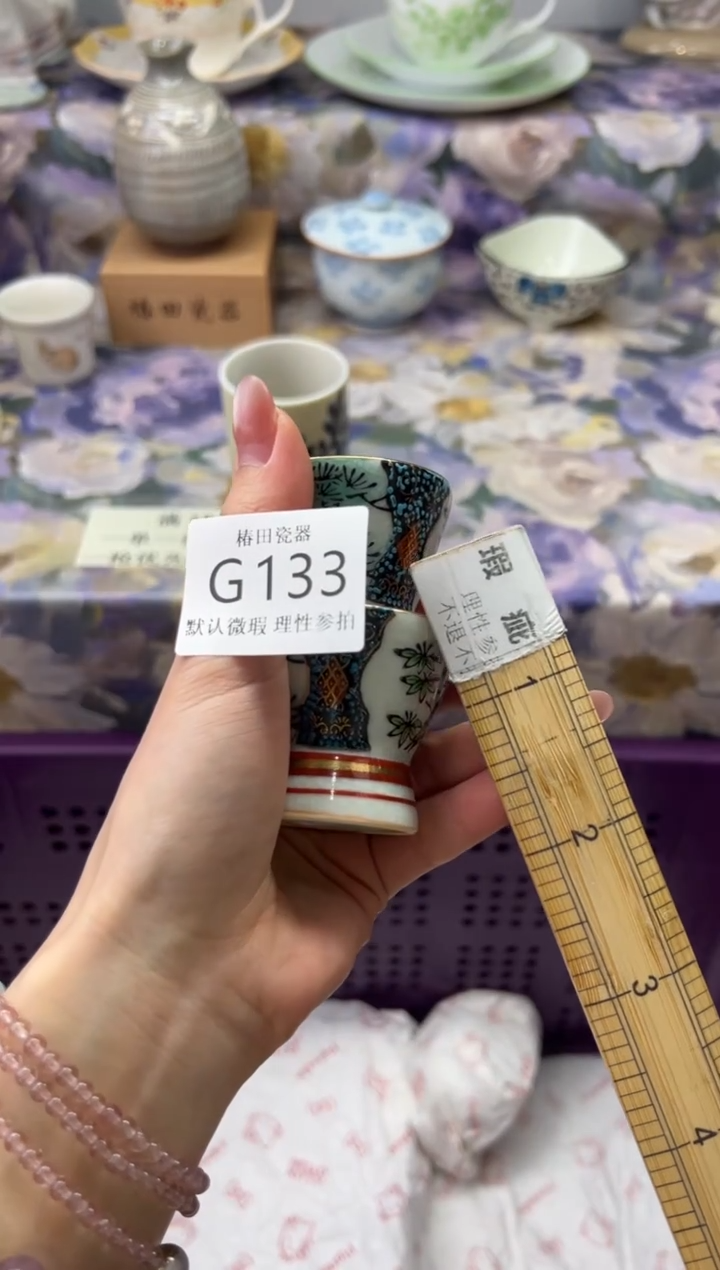 椿田瓷器
椿田瓷器
G133
默认微瑕 理性参拍
瑕疵
理性参
不退不
1
2
3
4